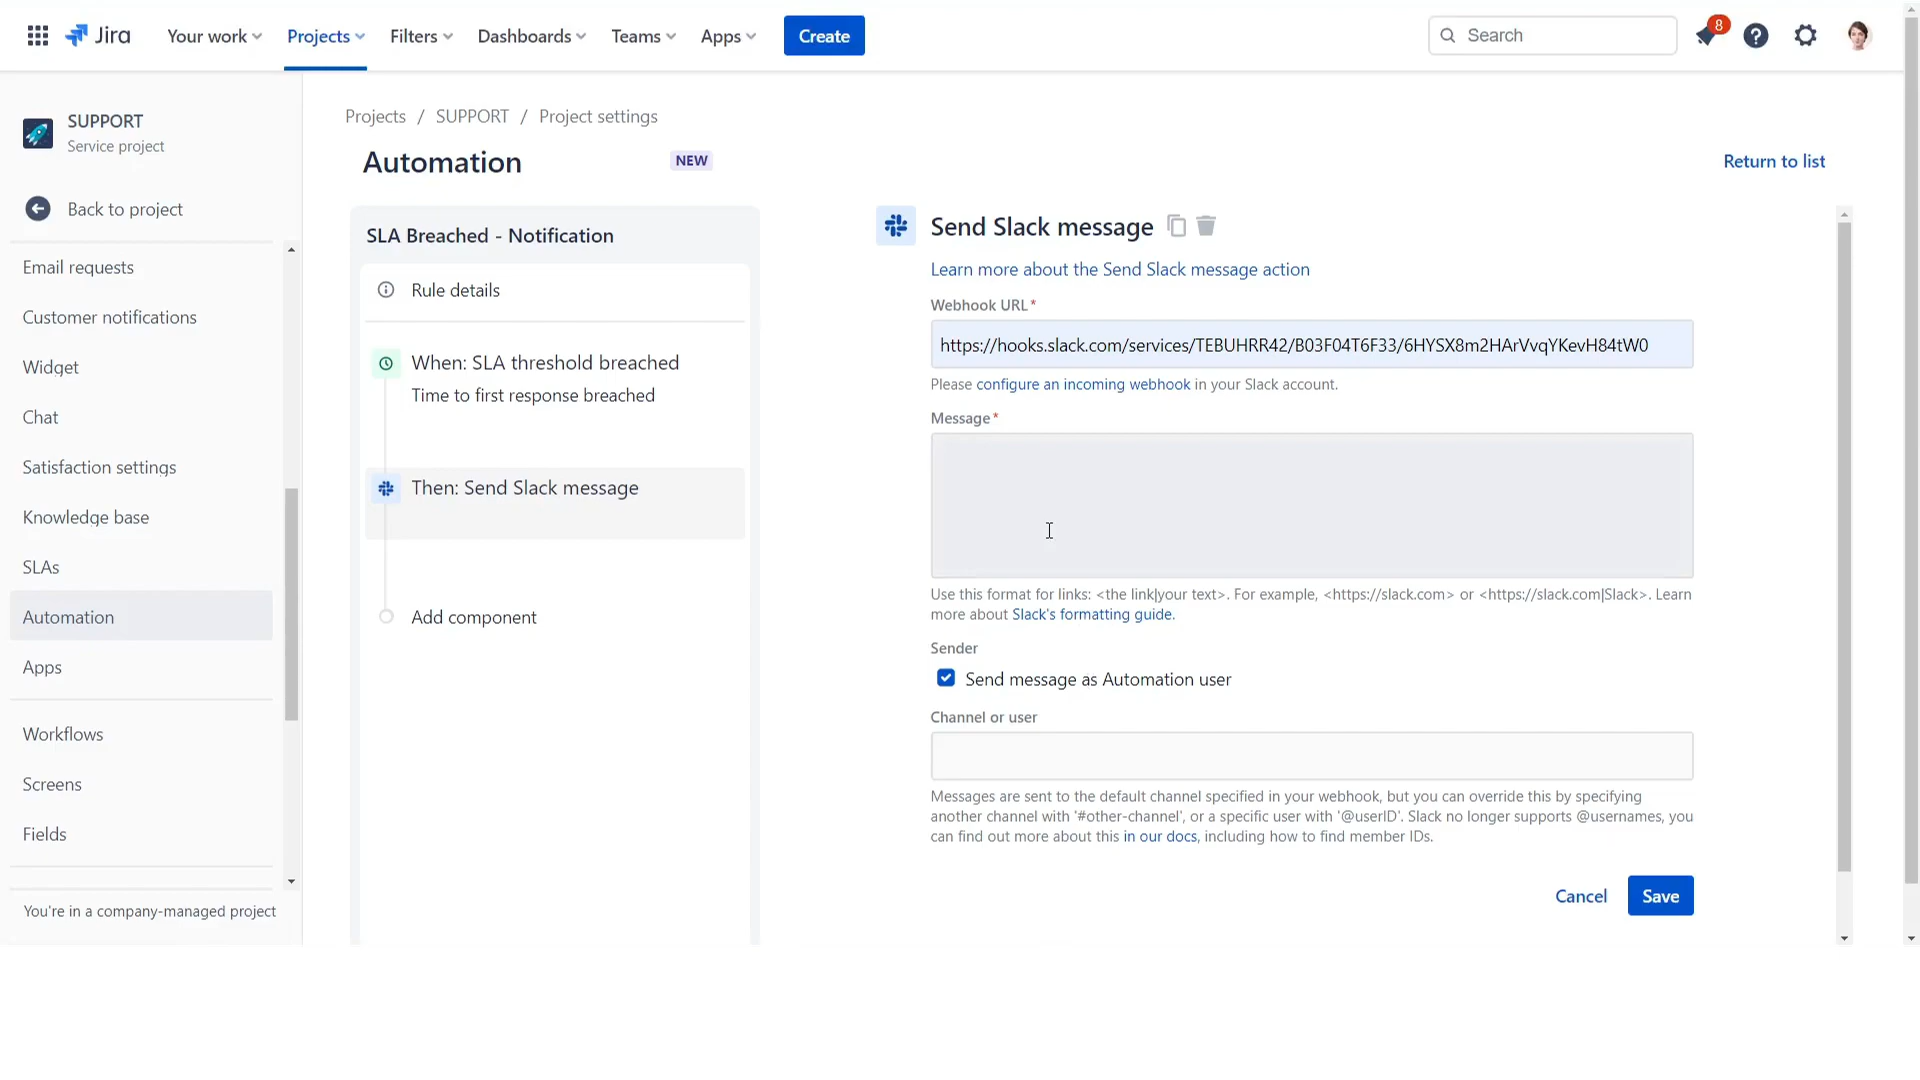 Jira
Your work
Projects
Filters
Dashboards
Teams
Apps
Create
Search
8
SUPPORT
Service project
Back to project
Email requests
Customer notifications
Widget
Chat
Satisfaction settings
Knowledge base
SLAs
Automation
Apps
Workflows
Screens
Fields
You're in a company-managed project
Projects / SUPPORT / Project settings
Automation
NEW
Return to list
SLA Breached - Notification
Rule details
When: SLA threshold breached
Time to first response breached
Then: Send Slack message
Add component
Send Slack message
Learn more about the Send Slack message action
Webhook URL*
https://hooks.slack.com/services/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
Please configure an incoming webhook in your Slack account.
Message*
Use this format for links: <the link|your text>. For example, <https://slack.com> or <https://slack.com|Slack>. Learn
more about Slack's formatting guide.
Sender
Send message as Automation user
Channel or user
Messages are sent to the default channel specified in your webhook, but you can override this by specifying
another channel with '#other-channel', or a specific user with '@userID'. Slack no longer supports @usernames, you
can find out more about this in our docs, including how to find member IDs.
Cancel
Save